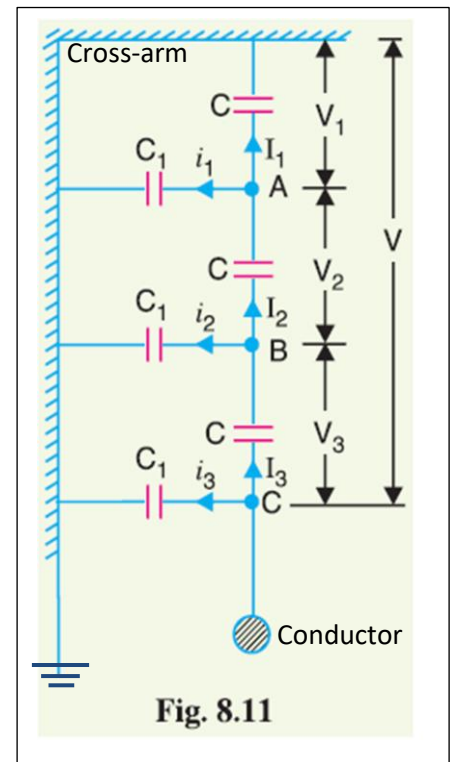 Cross-arm
C
V₁
C₁ i₁ I₁
A
V
C
V₂
C₁ i₂ I₂
B
C
V₃
C₁ i₃ I₃
C
Conductor
Fig. 8.11